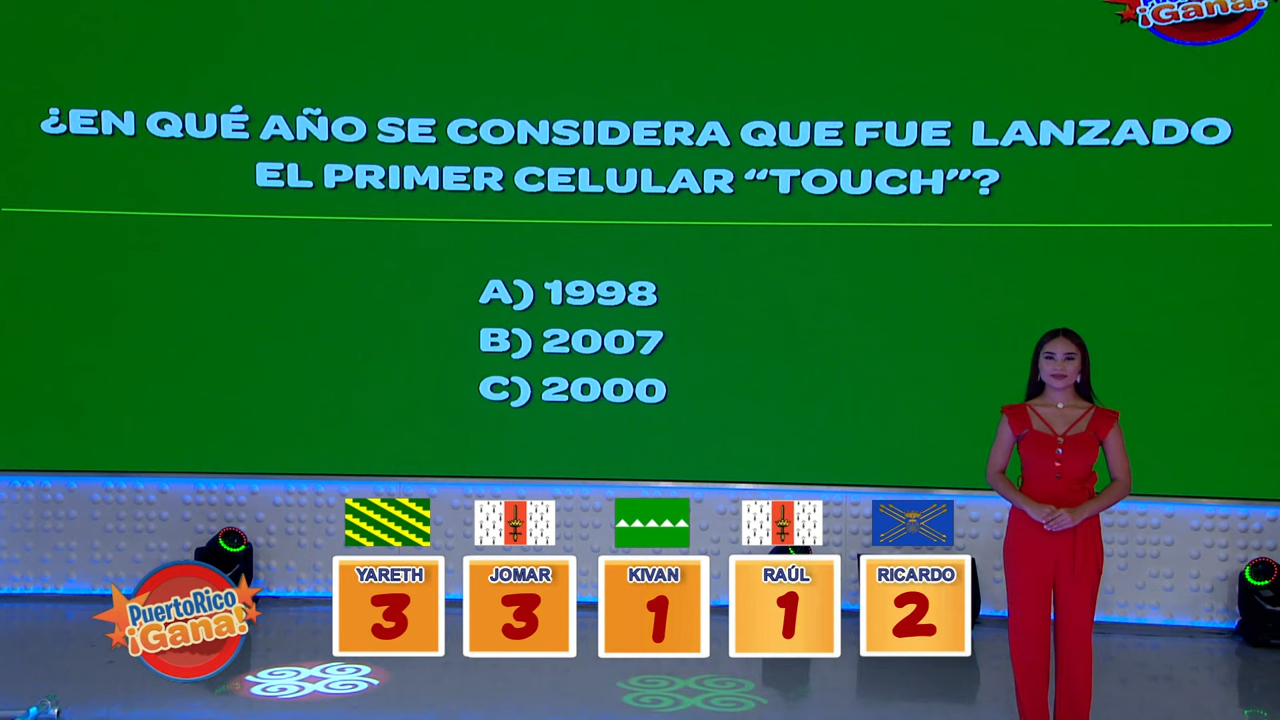 ¡Gana!
¿EN QUÉ AÑO SE CONSIDERA QUE FUE LANZADO
EL PRIMER CELULAR “TOUCH”?
A) 1998
B) 2007
C) 2000
YARETH
3
JOMAR
3
KIVAN
1
RAÚL
1
RICARDO
2
PuertoRico
¡Gana!